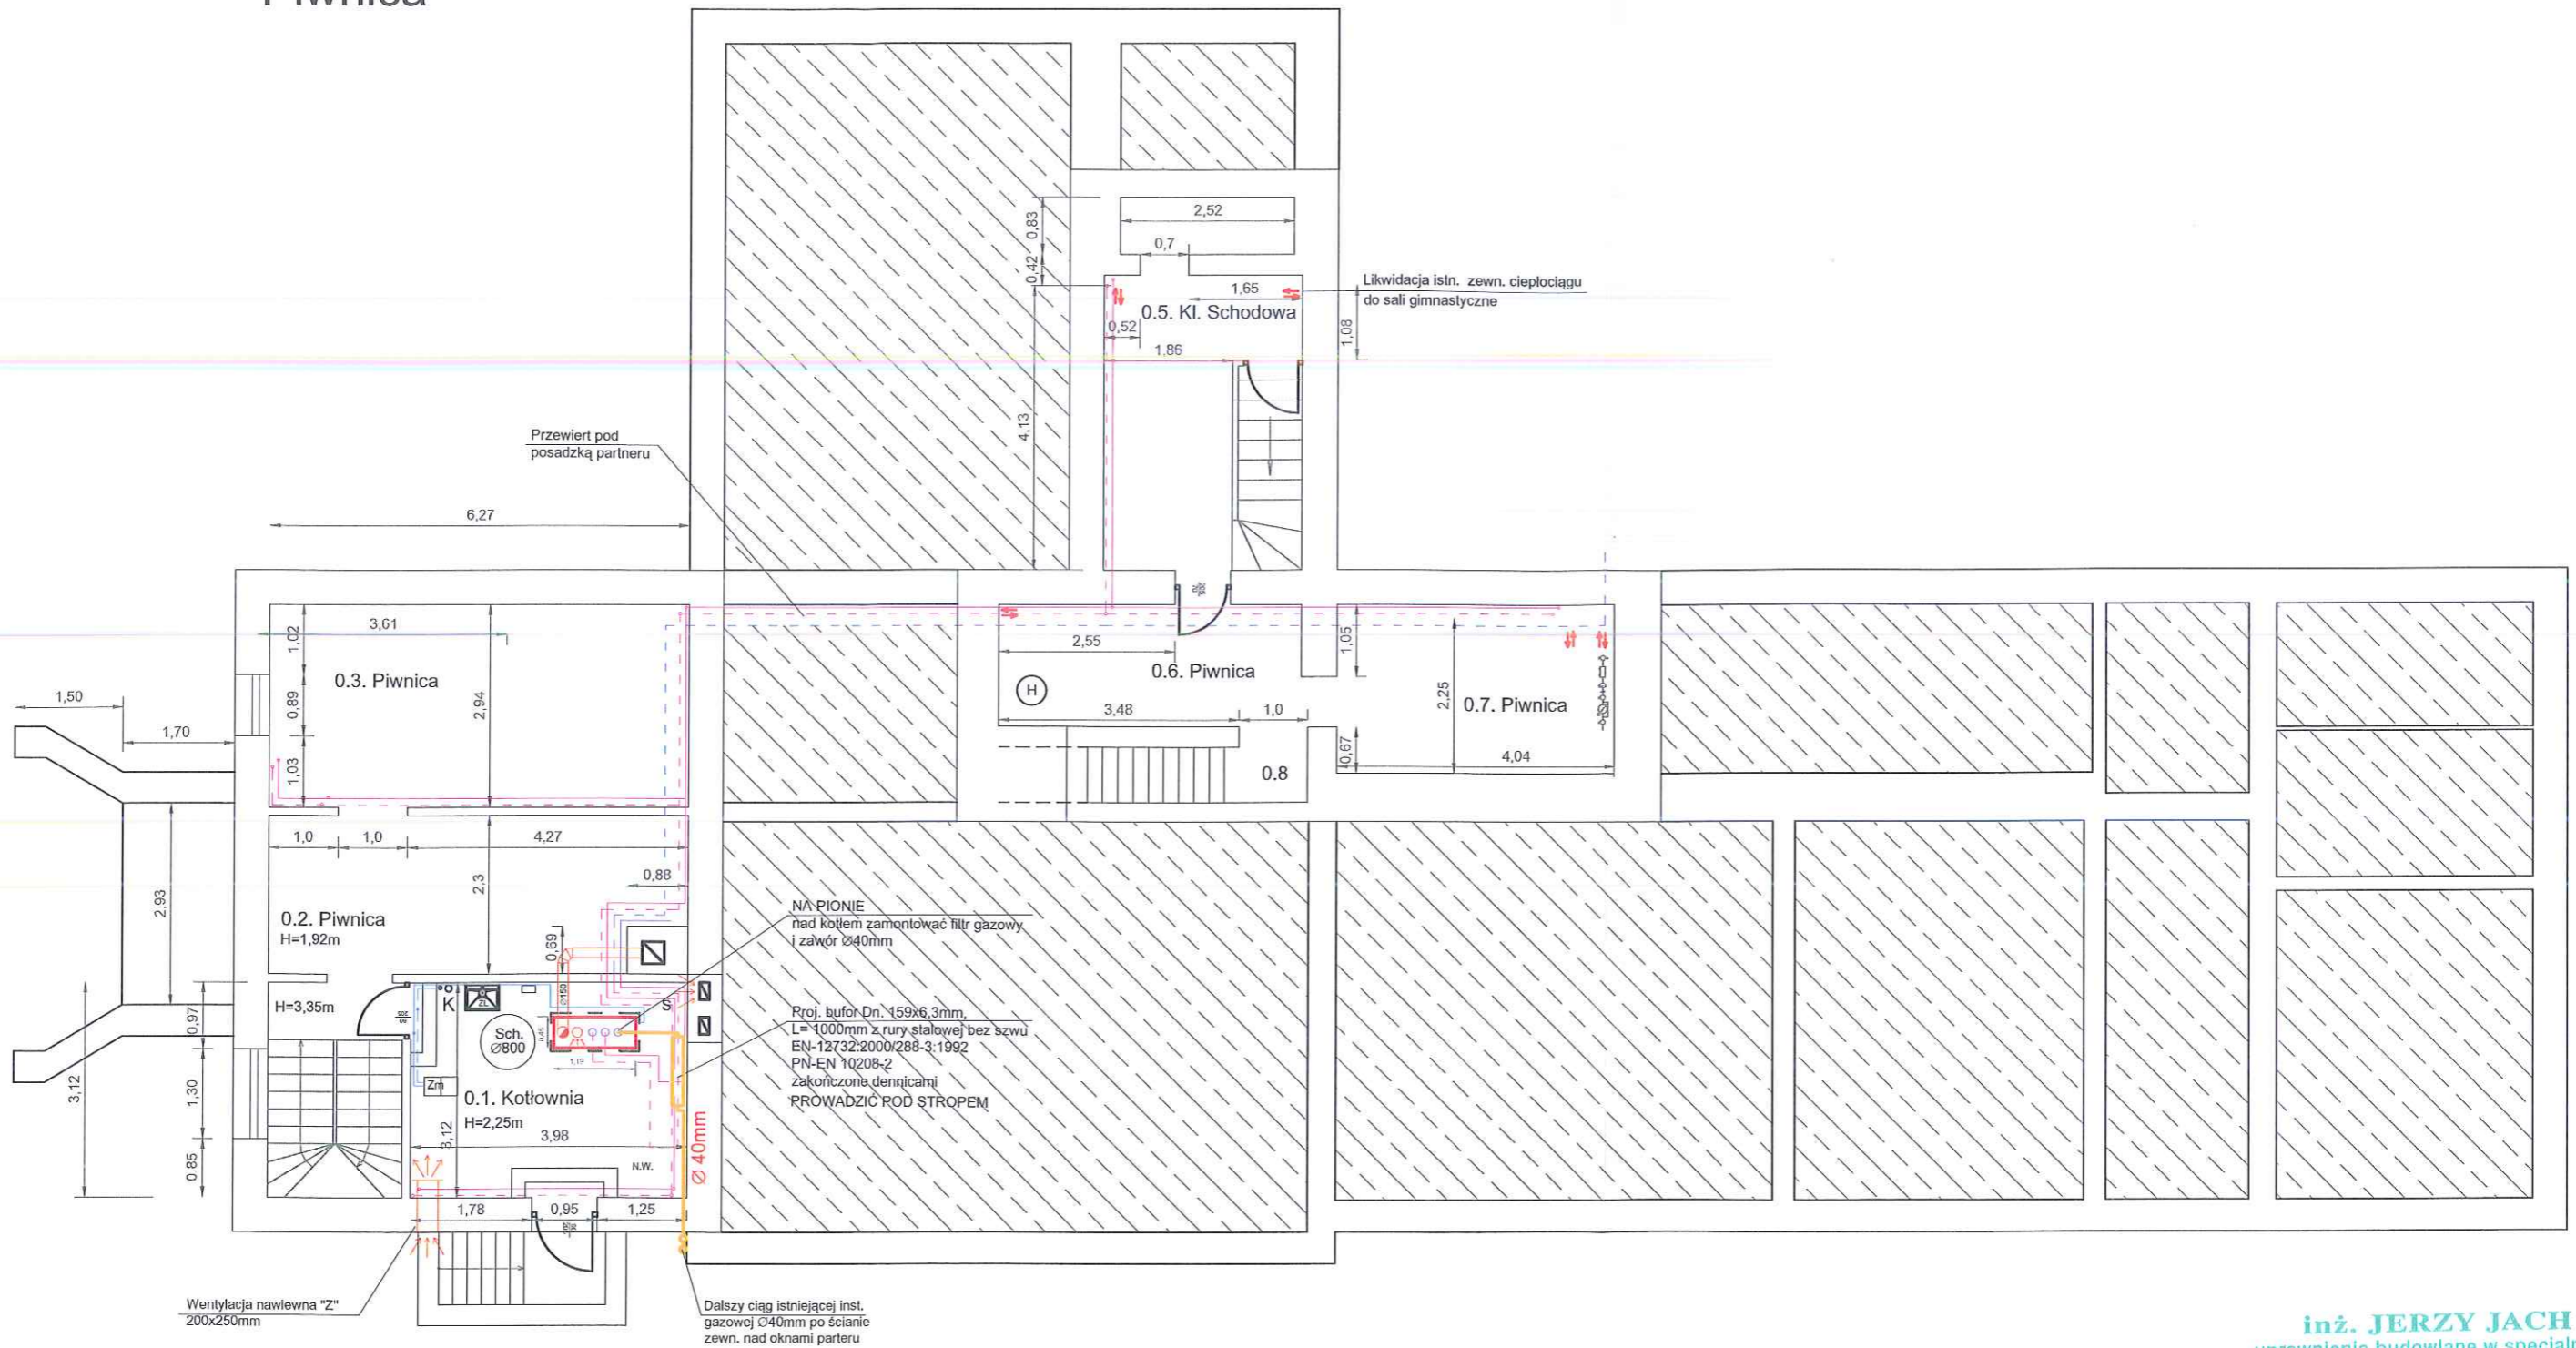 Piwnica
2,52
0,83
0,7
0,42
Likwidacja istn. zewn. ciepłociągu
do sali gimnastyczne
1,65
0.5. Kl. Schodowa
0,52
1,08
1,86
4,13
Przewiert pod
posadzką partneru
6,27
3,61
1,02
2,55
1,05
0.3. Piwnica
0.6. Piwnica
H
2,94
0,89
2,25
0.7. Piwnica
1,50
3,48
1,0
1,70
1,03
0,67
4,04
0.8
1,0
1,0
4,27
2,3
0,88
2,93
NA PIONIE
nad kotłem zamontować filtr gazowy
i zawór Ø40mm
0.2. Piwnica
H=1,92m
0,69
H=3,35m
K
ZL
Ø150
S
0,97
Sch.
Ø800
0,45
1,19
Proj. bufor Dn. 159x6,3mm,
L= 1000mm z rury stalowej bez szwu
EN-12732:2000/288-3:1992
PN-EN 10208-2
zakończone dennicami
PROWADZIĆ POD STROPEM
3,12
1,30
Zm
0.1. Kotłownia
H=2,25m
3,12
3,98
Ø 40mm
0,85
N.W.
1,78
0,95
1,25
Wentylacja nawiewna "Z"
200x250mm
Dalszy ciąg istniejącej inst.
gazowej Ø40mm po ścianie
zewn. nad oknami parteru
inż. JERZY JACH
uprawnienia budowlane w specjaln